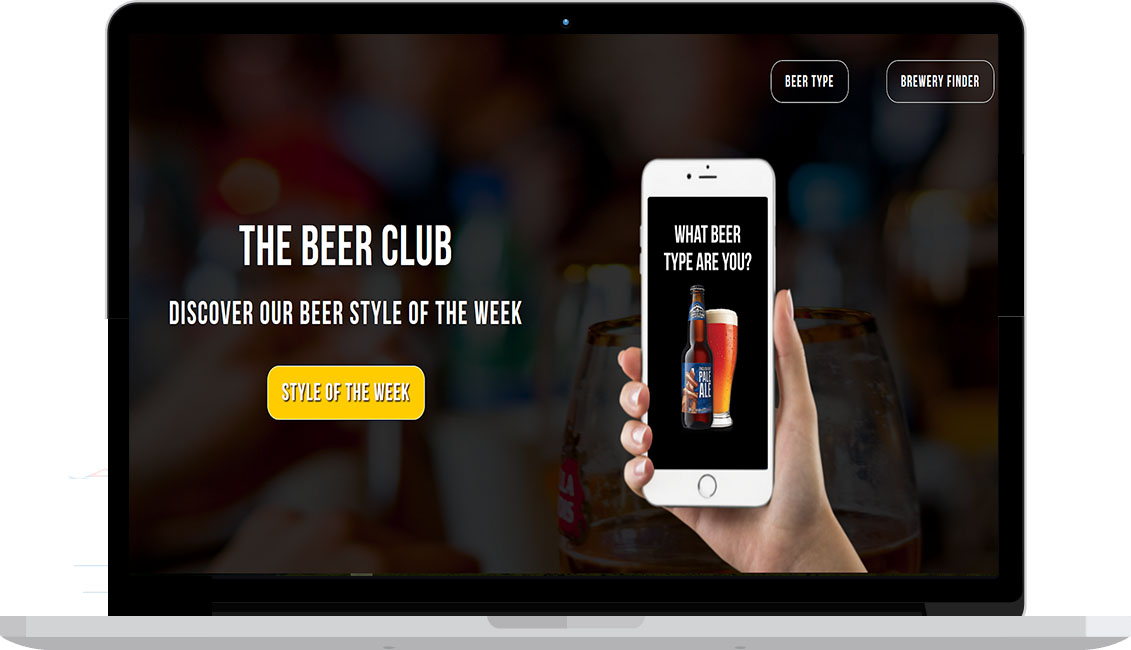 BEER TYPE
BREWERY FINDER
THE BEER CLUB
DISCOVER OUR BEER STYLE OF THE WEEK
STYLE OF THE WEEK
WHAT BEER
TYPE ARE YOU?
PALE
ALE